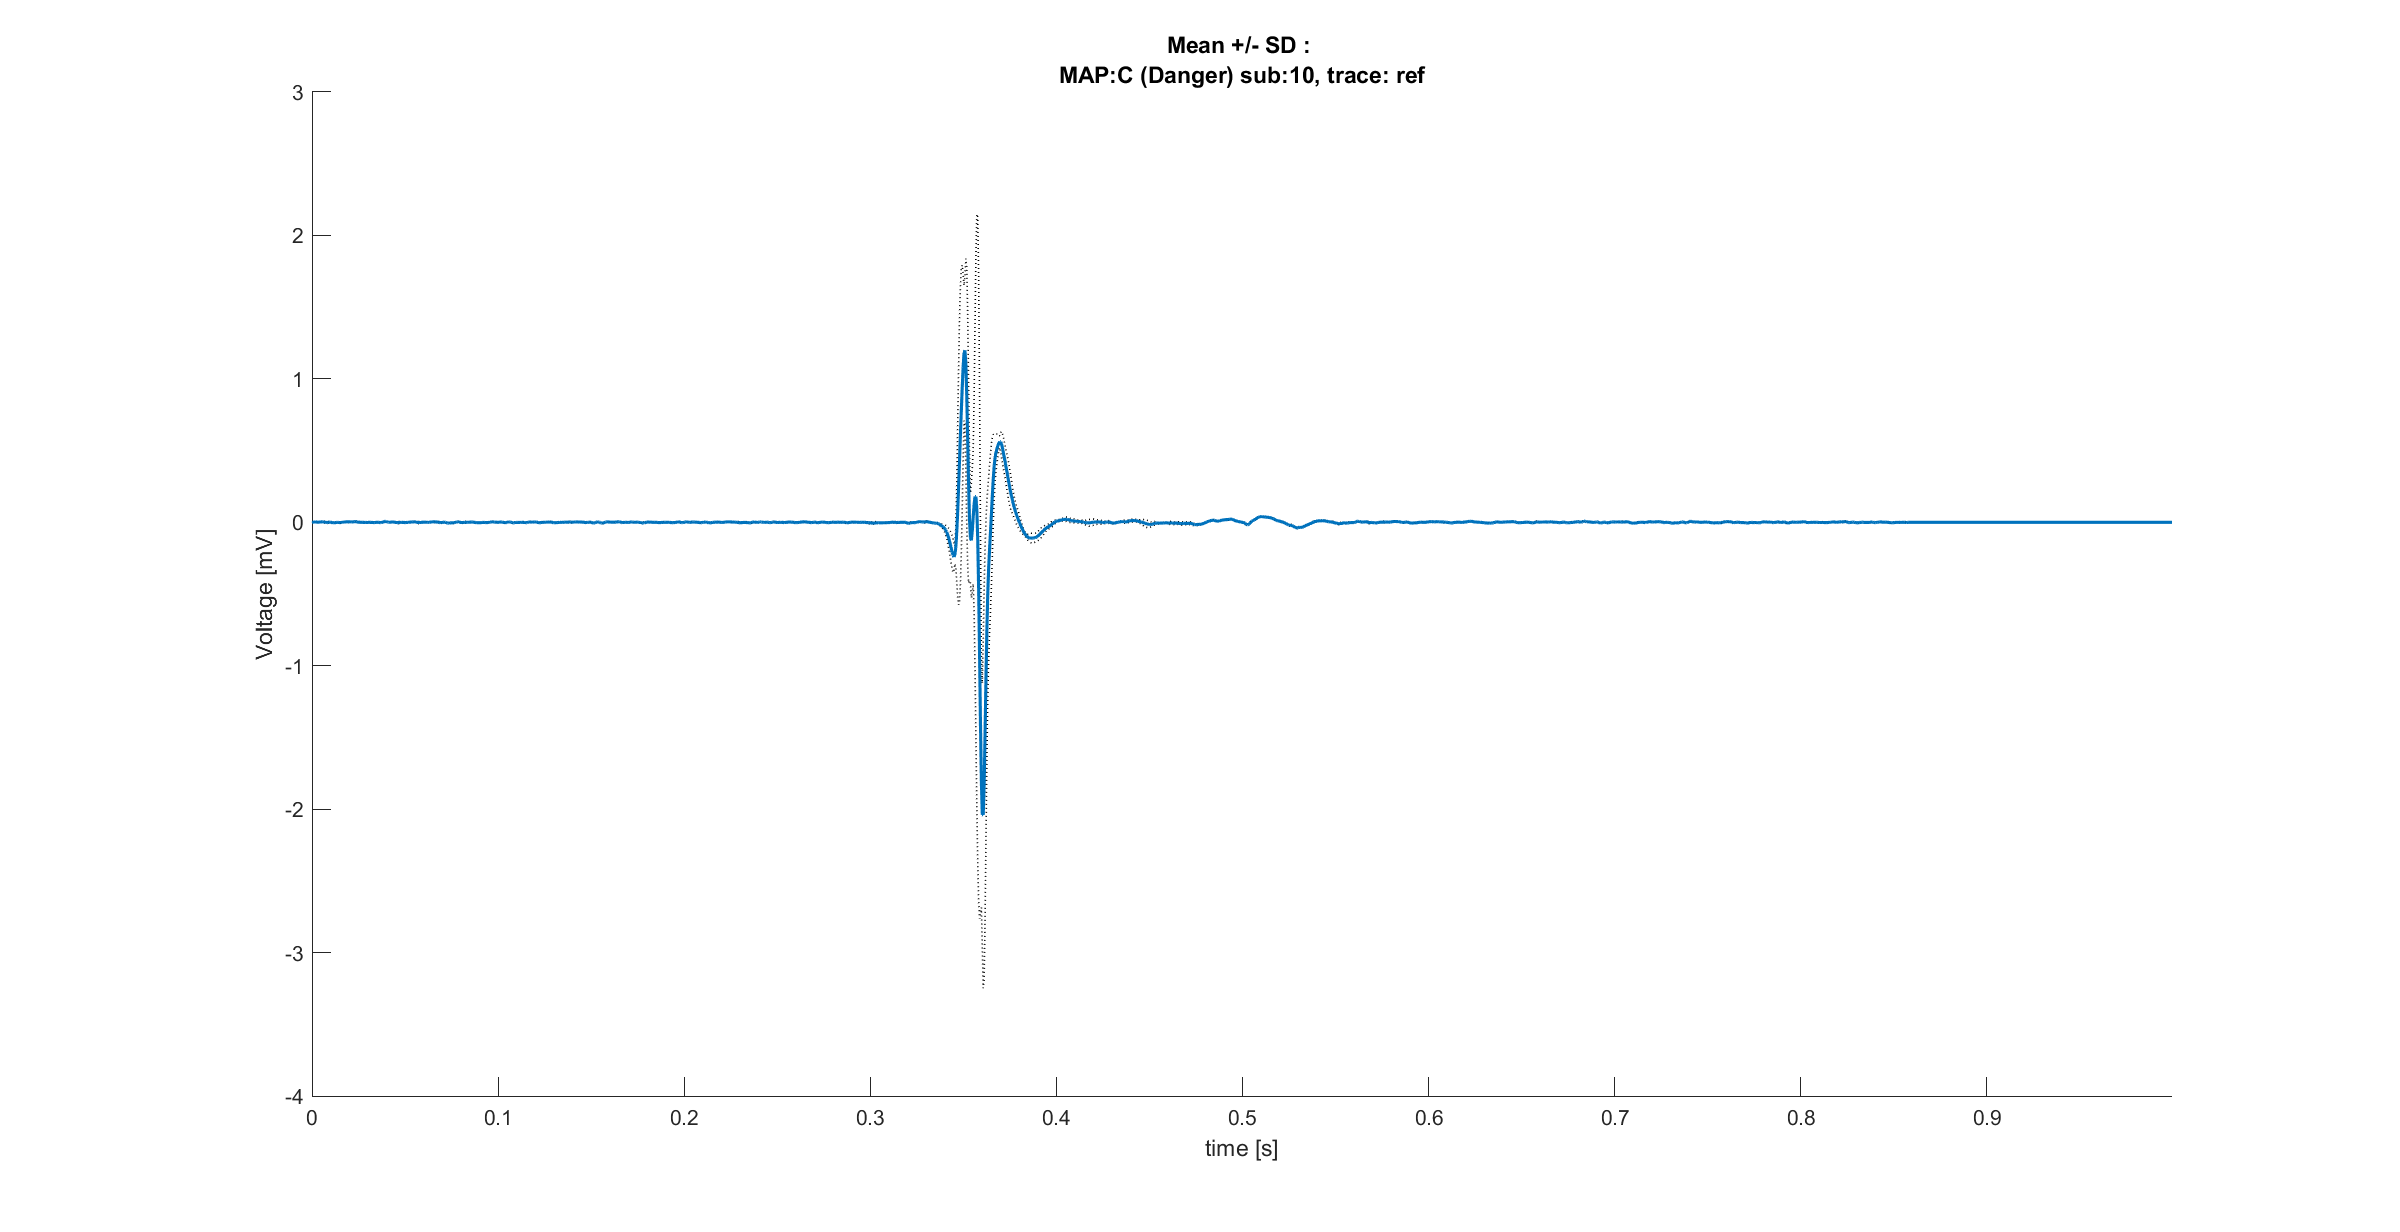 Mean +/- SD :
MAP:C (Danger) sub:10, trace: ref
3
2
1
0
-1
-2
-3
-4
Voltage [mV]
0 0.1 0.2 0.3 0.4 0.5 0.6 0.7 0.8 0.9
time [s]